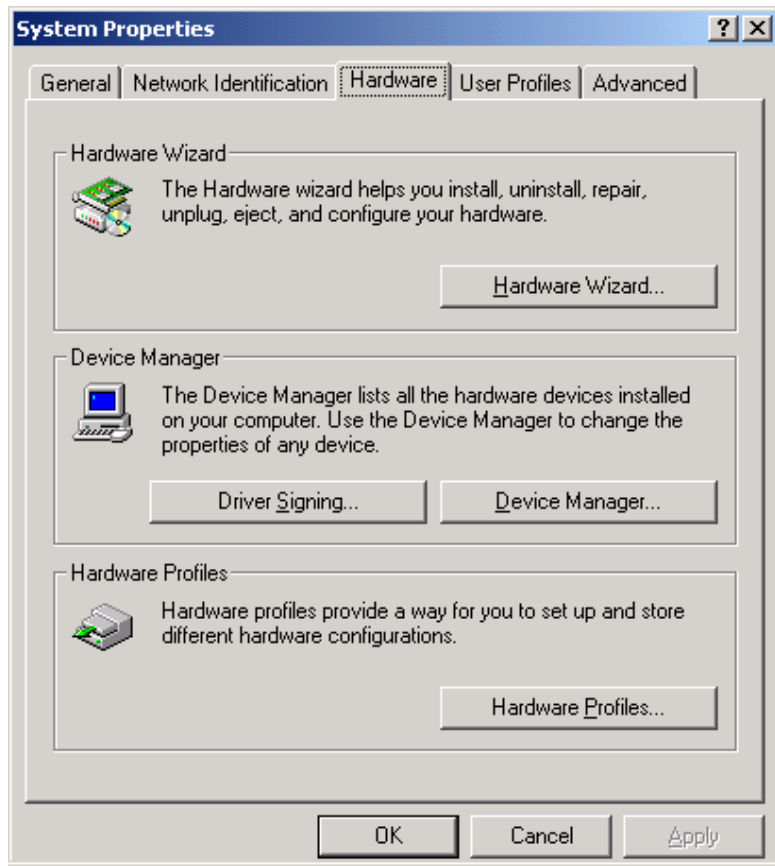 System Properties
General
Network Identification
Hardware
User Profiles
Advanced
Hardware Wizard
The Hardware wizard helps you install, uninstall, repair,
unplug, eject, and configure your hardware.
Hardware Wizard...
Device Manager
The Device Manager lists all the hardware devices installed
on your computer. Use the Device Manager to change the
properties of any device.
Driver Signing...
Device Manager...
Hardware Profiles
Hardware profiles provide a way for you to set up and store
different hardware configurations.
Hardware Profiles...
OK
Cancel
Apply